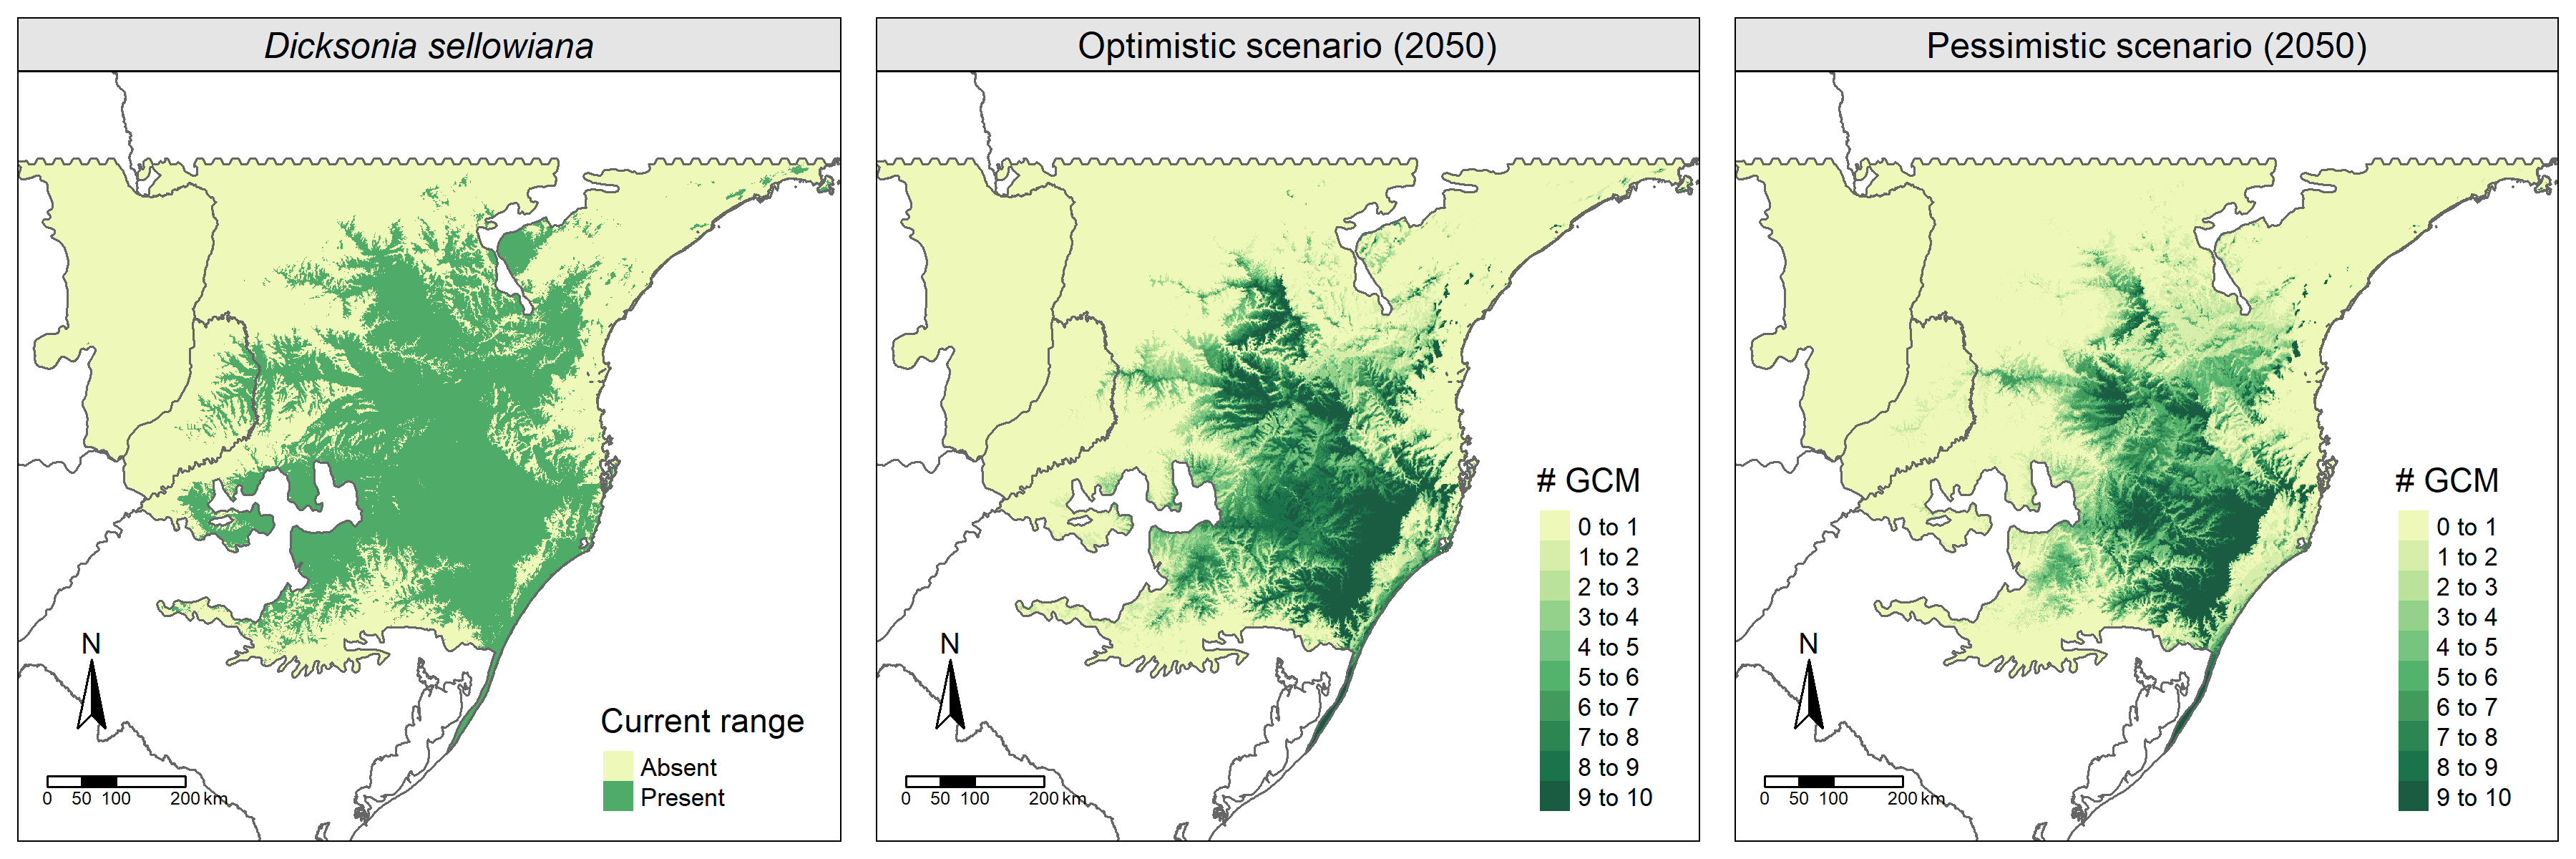 Dicksonia sellowiana
N
Current range
Absent
Present
0 50 100 200 km
Optimistic scenario (2050)
# GCM
0 to 1
1 to 2
2 to 3
3 to 4
4 to 5
5 to 6
6 to 7
7 to 8
8 to 9
9 to 10
N
0 50 100 200 km
Pessimistic scenario (2050)
# GCM
0 to 1
1 to 2
2 to 3
3 to 4
4 to 5
5 to 6
6 to 7
7 to 8
8 to 9
9 to 10
N
0 50 100 200 km